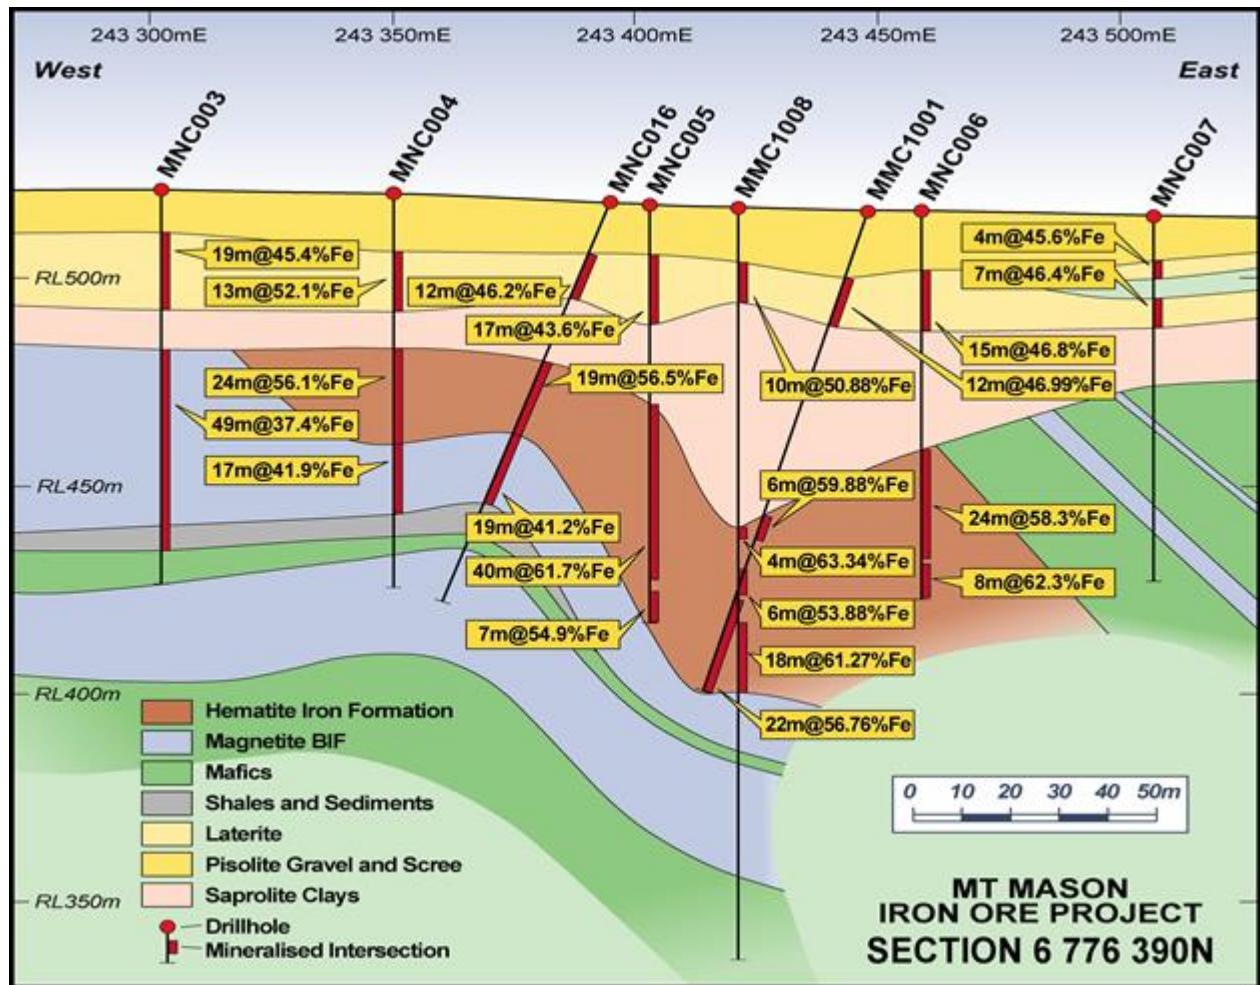 243 300mE 243 350mE 243 400mE 243 450mE 243 500mE
West East
MNC003
MNC004
MNC016
MNC005
MMC1008
MMC1001
MNC006
MNC007
RL500m
RL450m
RL400m
RL350m
19m@45.4%Fe
13m@52.1%Fe
12m@46.2%Fe
17m@43.6%Fe
4m@45.6%Fe
7m@46.4%Fe
15m@46.8%Fe
12m@46.99%Fe
10m@50.88%Fe
19m@56.5%Fe
24m@56.1%Fe
49m@37.4%Fe
17m@41.9%Fe
19m@41.2%Fe
40m@61.7%Fe
7m@54.9%Fe
6m@59.88%Fe
4m@63.34%Fe
6m@53.88%Fe
18m@61.27%Fe
22m@56.76%Fe
24m@58.3%Fe
8m@62.3%Fe
Hematite Iron Formation
Magnetite BIF
Mafics
Shales and Sediments
Laterite
Pisolite Gravel and Scree
Saprolite Clays
Drillhole
Mineralised Intersection
0 10 20 30 40 50m
MT MASON
IRON ORE PROJECT
SECTION 6 776 390N